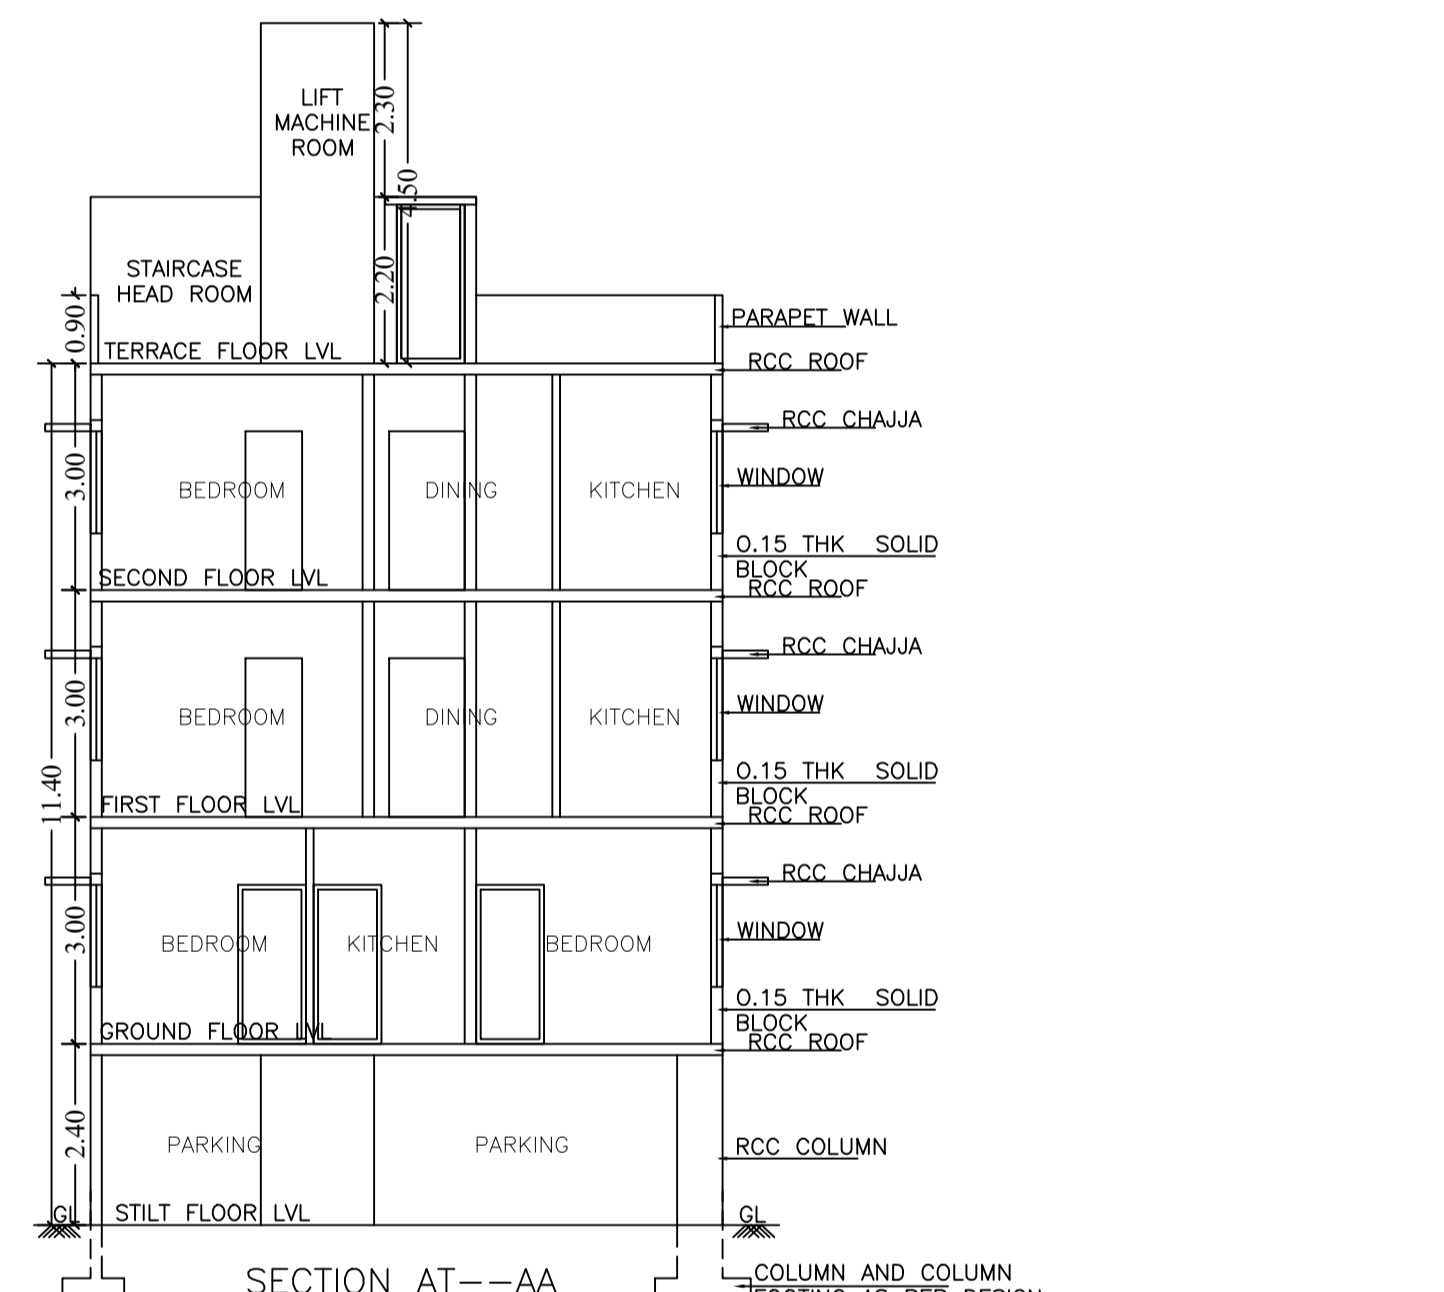 2.30
LIFT
MACHINE
ROOM
4.50
2.20
STAIRCASE
HEAD ROOM
0.90
PARAPET WALL
TERRACE FLOOR LVL
RCC ROOF
RCC CHAJJA
3.00
BEDROOM
DINING
KITCHEN
WINDOW
0.15 THK SOLID
BLOCK
SECOND FLOOR LVL
RCC ROOF
RCC CHAJJA
3.00
BEDROOM
DINING
KITCHEN
WINDOW
11.40
0.15 THK SOLID
BLOCK
FIRST FLOOR LVL
RCC ROOF
RCC CHAJJA
3.00
BEDROOM
KITCHEN
BEDROOM
WINDOW
0.15 THK SOLID
BLOCK
GROUND FLOOR LVL
RCC ROOF
2.40
PARKING
PARKING
RCC COLUMN
GL
STILT FLOOR LVL
GL
SECTION AT--AA
COLUMN AND COLUMN
FOOTING AS PER DESIGN